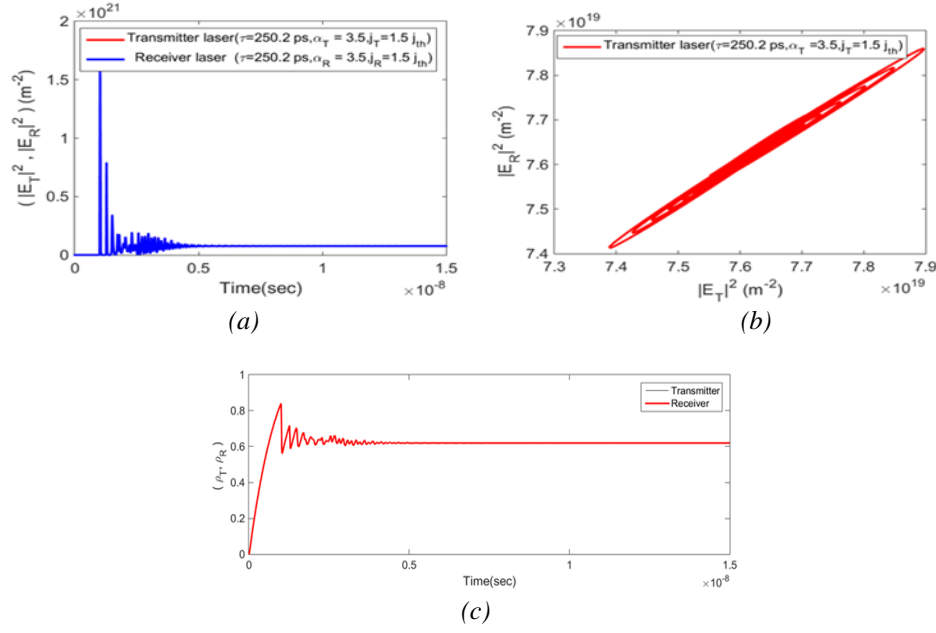 2 ×10^21
Transmitter laser(τ=250.2 ps,α_T = 3.5,j_T=1.5 j_th)
Receiver laser (τ=250.2 ps,α_R = 3.5,j_R=1.5 j_th)
1.5
1
0.5
0
( |E_T|^2 , |E_R|^2 ) (m^-2)
0 0.5 1 1.5
Time(sec) ×10^-8
(a)
7.9 ×10^19
Transmitter laser(τ=250.2 ps,α_T =3.5,j_T=1.5 j_th)
7.8
7.7
7.6
7.5
7.4
|E_R|^2 (m^-2)
7.3 7.4 7.5 7.6 7.7 7.8 7.9
|E_T|^2 (m^-2) ×10^19
(b)
1
Transmitter
Receiver
0.8
0.6
0.4
0.2
0
( ρ_T, ρ_R )
0 0.5 1 1.5
Time(sec) ×10^-8
(c)